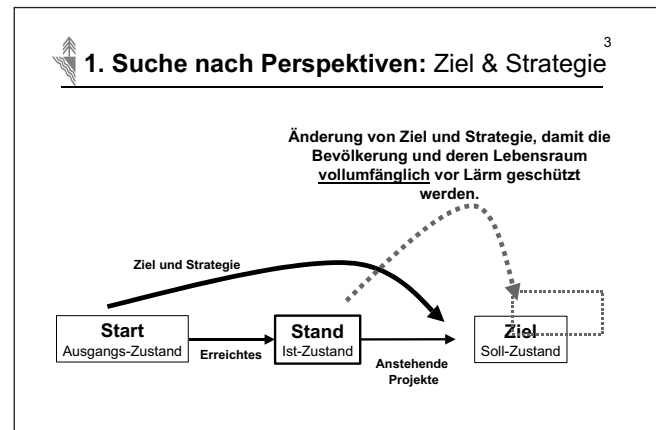 3
1. Suche nach Perspektiven: Ziel & Strategie
Änderung von Ziel und Strategie, damit die
Bevölkerung und deren Lebensraum
vollumfänglich vor Lärm geschützt
werden.
Ziel und Strategie
Start
Ausgangs-Zustand
Erreichtes
Stand
Ist-Zustand
Anstehende
Projekte
Ziel
Soll-Zustand